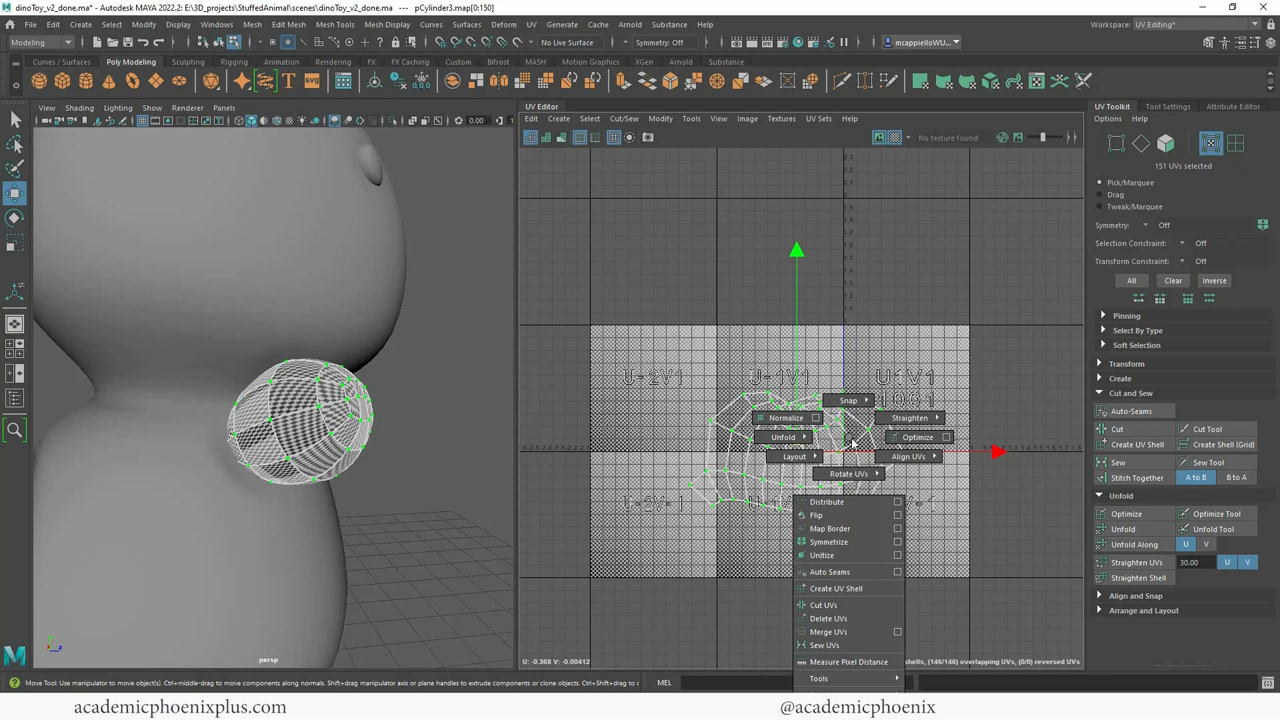 dinoToy_v2_done.ma* - Autodesk MAYA 2022.2: E:\3D_projects\StuffedAnimal\scenes\dinoToy_v2_done.ma* --- pCylinder3.map[0:150]
File Edit Create Select Modify Display Windows Mesh Edit Mesh Mesh Tools Mesh Display Curves Surfaces Deform UV Generate Cache Arnold Phoenix Help
Workspace: UV Editing*
Modeling
No Live Surface
Symmetry: Off
mcappielloWU...
Curves / Surfaces Poly Modeling Sculpting Rigging Animation Rendering FX FX Caching Custom Bifrost MASH Motion Graphics XGen Arnold Substance
View Shading Lighting Show Renderer Panels
0.00
persp
UV Editor
Edit Create Select Cut/Sew Modify Tools View Image Textures UV Sets Help
No texture found
U-2V1
U-1V1
U1V1
1001
Snap
Normalize
Straighten
Unfold
Optimize
Layout
Align UVs
Rotate UVs
Distribute
Flip
Map Border
Symmetrize
Unitize
Auto Seams
Create UV Shell
Cut UVs
Delete UVs
Merge UVs
Sew UVs
Measure Pixel Distance
Tools
U-2V-1
U: -0.368 V: -0.00412
shells, (146/146) overlapping UVs, (0/0) reversed UVs
UV Toolkit Tool Settings Attribute Editor
Options Help
151 UVs selected
Pick/Marquee
Drag
Tweak/Marquee
Symmetry: Off
Selection Constraint: Off
Transform Constraint: Off
All Clear Inverse
Pinning
Select By Type
Soft Selection
Transform
Create
Cut and Sew
Auto-Seams
Cut Cut Tool
Create UV Shell Create Shell (Grid)
Sew Sew Tool
Stitch Together A to B B to A
Unfold
Optimize Optimize Tool
Unfold Unfold Tool
Unfold Along U V
Straighten UVs 30.00 U V
Straighten Shell
Align and Snap
Arrange and Layout
Move Tool: Use manipulator to move object(s). Ctrl+middle-drag to move components along normals. Shift+drag manipulator axis or plane handles to extrude components or clone objects. Ctrl+Shift+drag to
MEL
academicphoenixplus.com
@academicphoenix